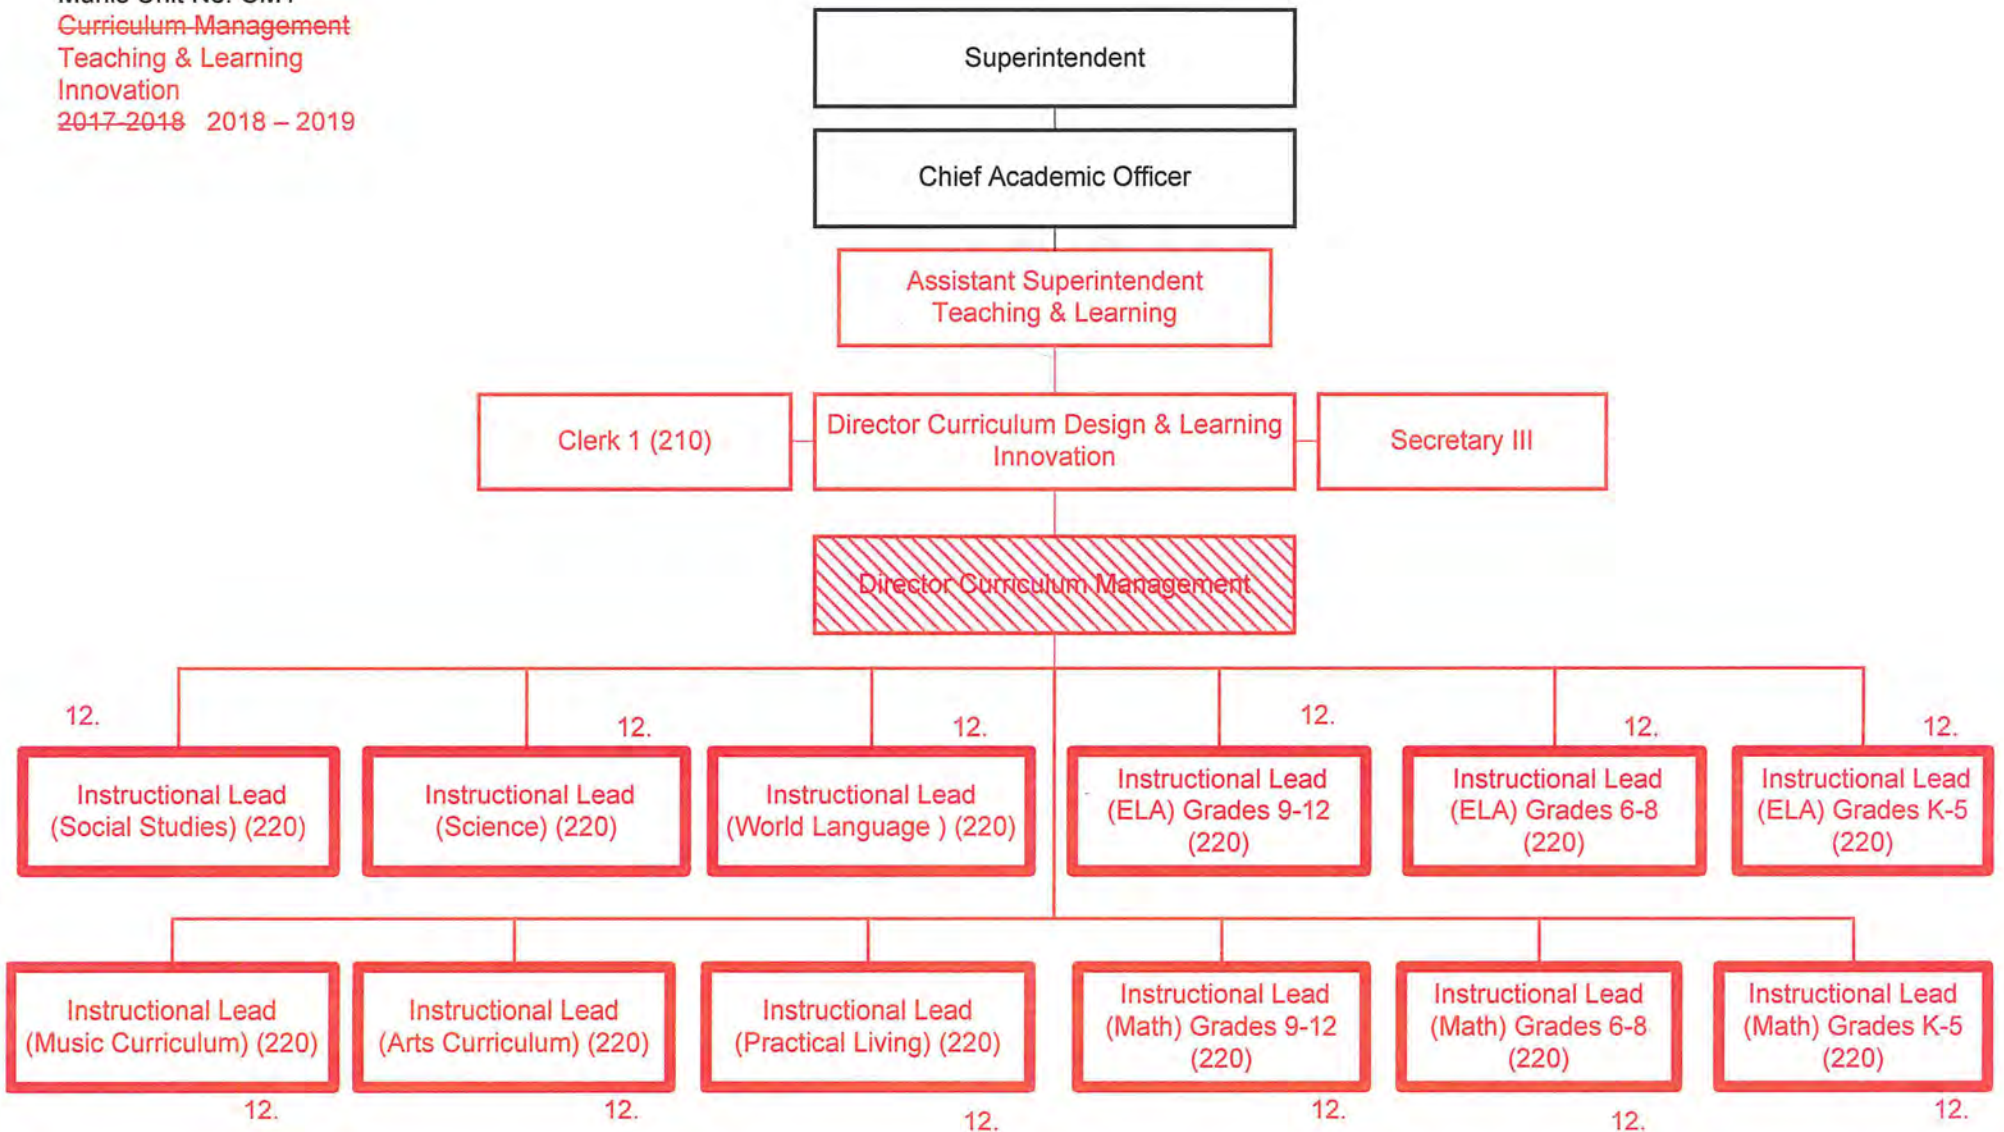 Curriculum Management
Teaching & Learning
Innovation
2017-2018 2018 – 2019
Superintendent
Chief Academic Officer
Assistant Superintendent
Teaching & Learning
Clerk 1 (210)
Director Curriculum Design & Learning
Innovation
Secretary III
Director Curriculum Management
12.
12.
12.
12.
12.
12.
Instructional Lead
(Social Studies) (220)
Instructional Lead
(Science) (220)
Instructional Lead
(World Language ) (220)
Instructional Lead
(ELA) Grades 9-12
(220)
Instructional Lead
(ELA) Grades 6-8
(220)
Instructional Lead
(ELA) Grades K-5
(220)
Instructional Lead
(Music Curriculum) (220)
Instructional Lead
(Arts Curriculum) (220)
Instructional Lead
(Practical Living) (220)
Instructional Lead
(Math) Grades 9-12
(220)
Instructional Lead
(Math) Grades 6-8
(220)
Instructional Lead
(Math) Grades K-5
(220)
12.
12.
12.
12.
12.
12.